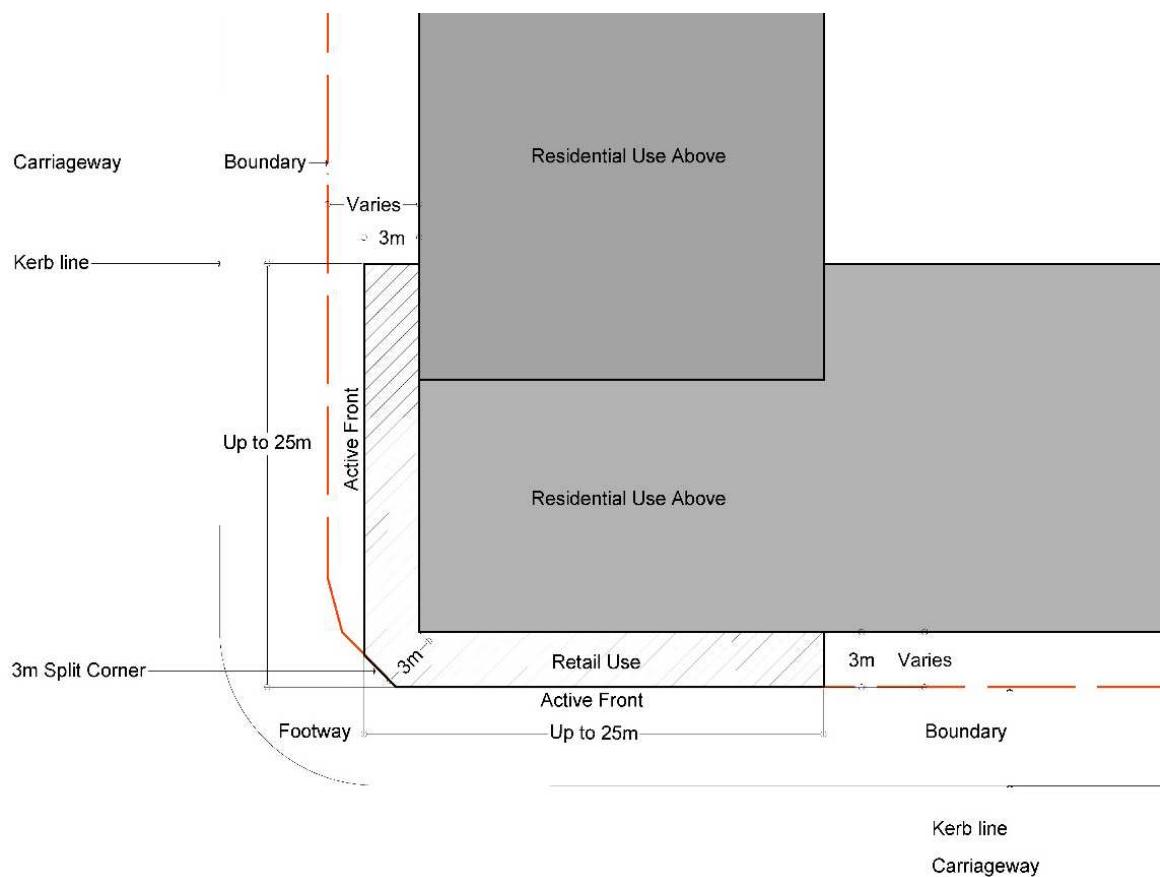 Residential Use Above
Carriageway
Boundary
Varies
3m
Kerb line
Active Front
Up to 25m
Residential Use Above
3m Split Corner
3m
Retail Use
3m
Varies
Active Front
Footway
Up to 25m
Boundary
Kerb line
Carriageway